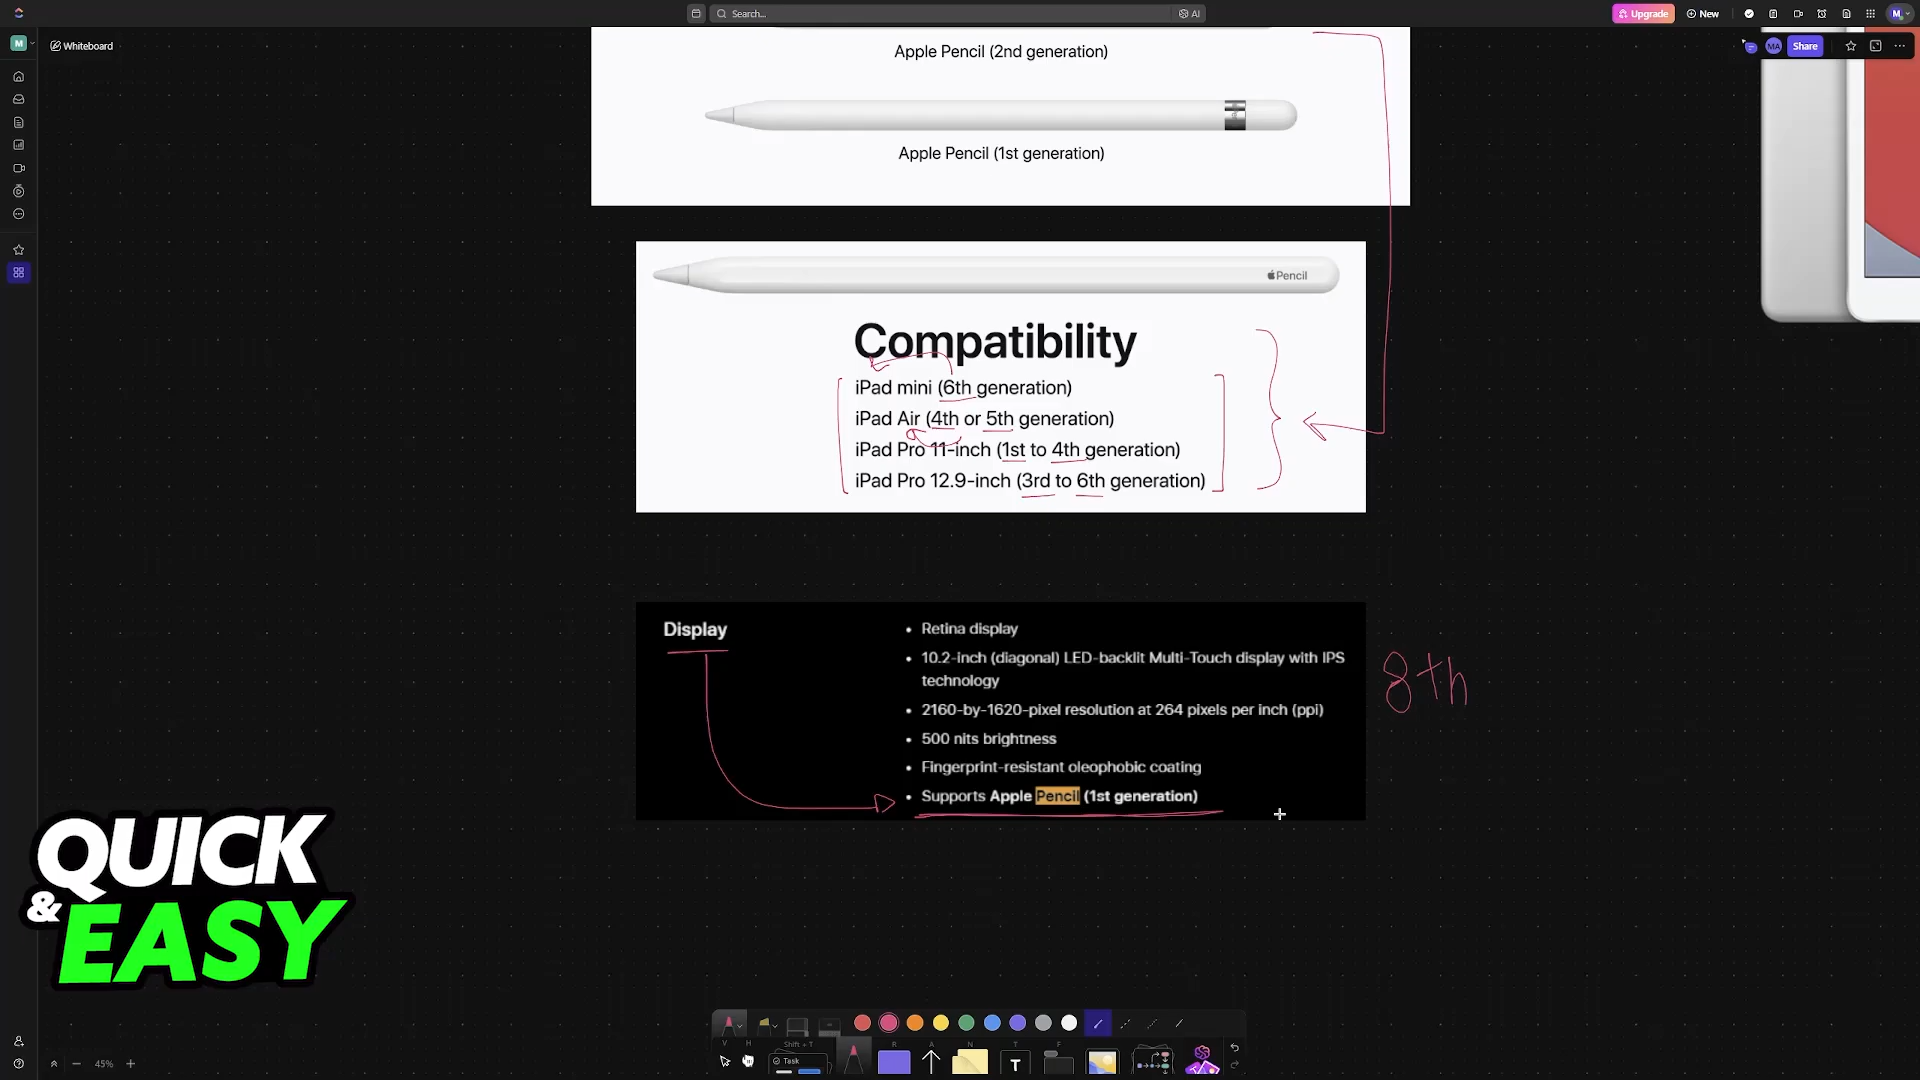 Search...
AI
Upgrade
New
M
M
Whiteboard
MA
Share
Apple Pencil (2nd generation)
Apple Pencil (1st generation)
Pencil
Compatibility
iPad mini (6th generation)
iPad Air (4th or 5th generation)
iPad Pro 11-inch (1st to 4th generation)
iPad Pro 12.9-inch (3rd to 6th generation)
Display
Retina display
10.2-inch (diagonal) LED-backlit Multi-Touch display with IPS
technology
2160-by-1620-pixel resolution at 264 pixels per inch (ppi)
500 nits brightness
Fingerprint-resistant oleophobic coating
Supports Apple Pencil (1st generation)
8th
QUICK
& EASY
V
H
Shift + T
R
A
N
T
F
Task
T
45%